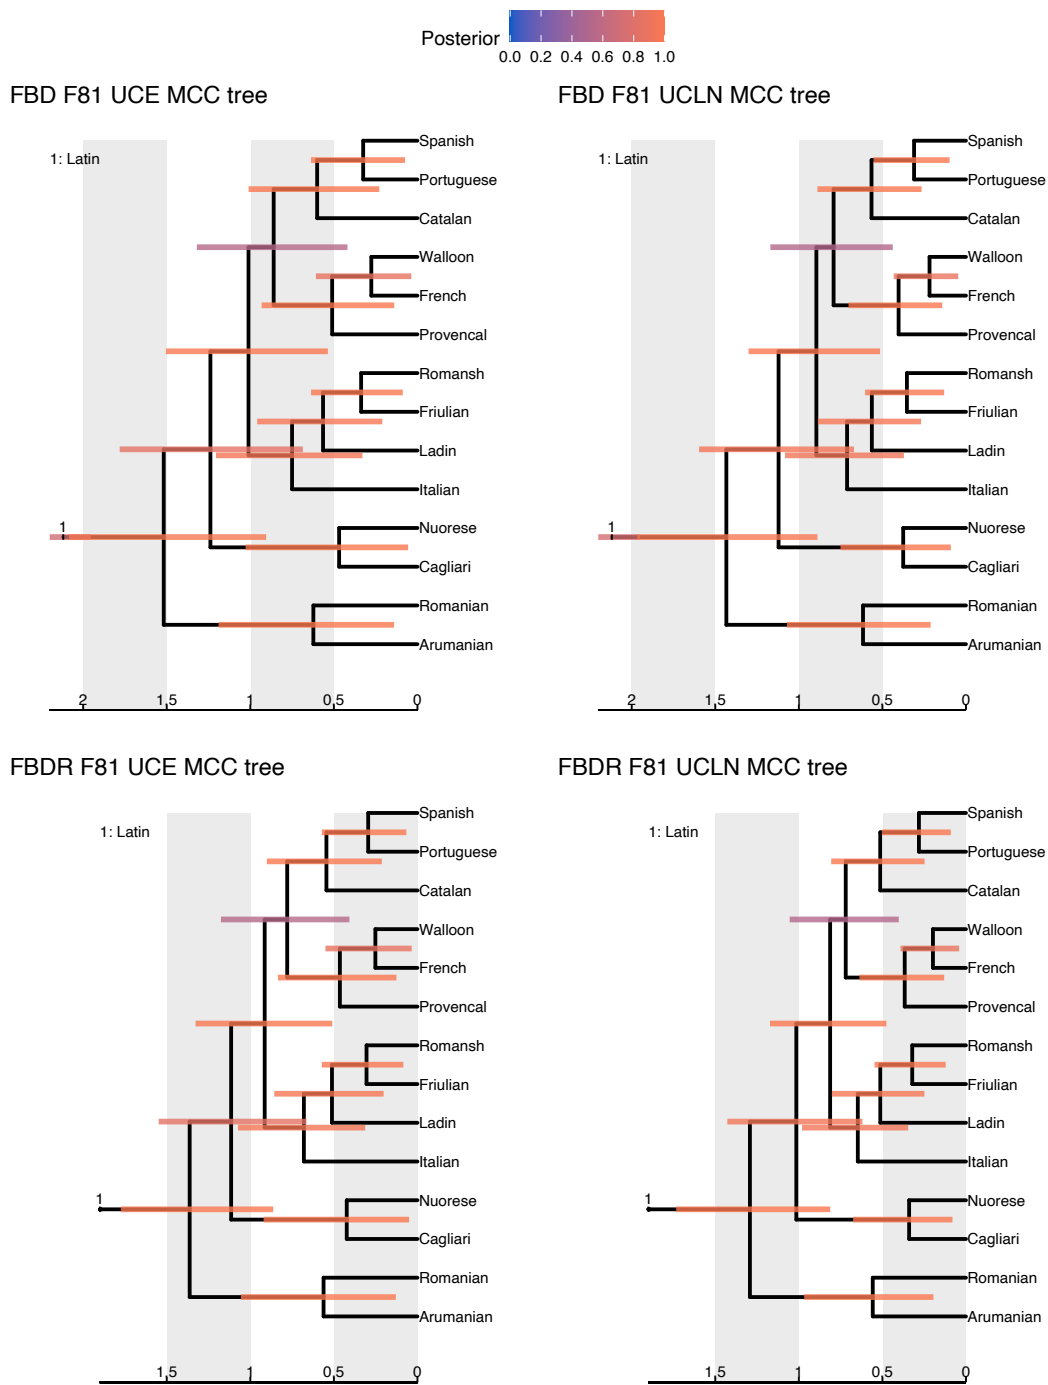 Posterior
0.0 0.2 0.4 0.6 0.8 1.0
FBD F81 UCE MCC tree
1: Latin
Spanish
Portuguese
Catalan
Walloon
French
Provencal
Romansh
Friulian
Ladin
Italian
1
Nuorese
Cagliari
Romanian
Arumanian
2 1,5 1 0,5 0
FBD F81 UCLN MCC tree
1: Latin
Spanish
Portuguese
Catalan
Walloon
French
Provencal
Romansh
Friulian
Ladin
Italian
1
Nuorese
Cagliari
Romanian
Arumanian
2 1,5 1 0,5 0
FBDR F81 UCE MCC tree
1: Latin
Spanish
Portuguese
Catalan
Walloon
French
Provencal
Romansh
Friulian
Ladin
Italian
1
Nuorese
Cagliari
Romanian
Arumanian
1,5 1 0,5 0
FBDR F81 UCLN MCC tree
1: Latin
Spanish
Portuguese
Catalan
Walloon
French
Provencal
Romansh
Friulian
Ladin
Italian
1
Nuorese
Cagliari
Romanian
Arumanian
1,5 1 0,5 0